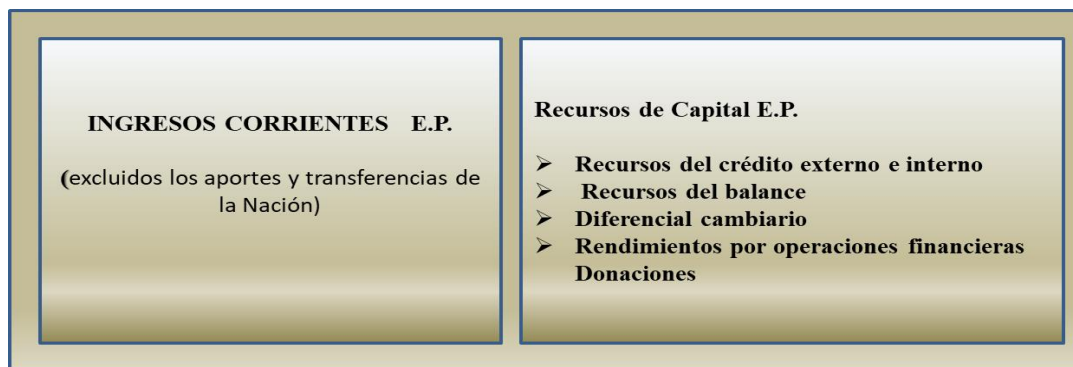 INGRESOS CORRIENTES E.P.
(excluidos los aportes y transferencias de
la Nación)
Recursos de Capital E.P.
➢ Recursos del crédito externo e interno
➢ Recursos del balance
➢ Diferencial cambiario
➢ Rendimientos por operaciones financieras
Donaciones